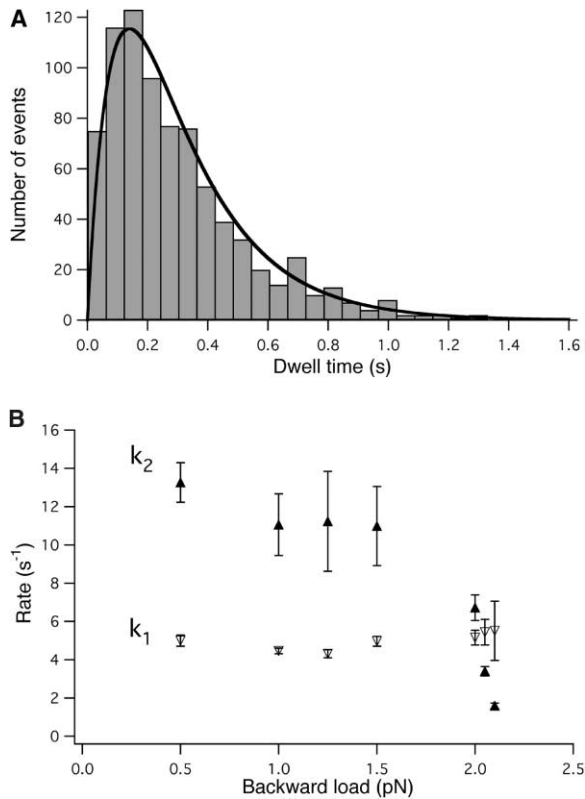 A
120
100
80
60
40
20
0
Number of events
0.0 0.2 0.4 0.6 0.8 1.0 1.2 1.4 1.6
Dwell time (s)
B
16
14
12
10
8
6
4
2
0
Rate (s⁻¹)
k₂
k₁
0.0 0.5 1.0 1.5 2.0 2.5
Backward load (pN)